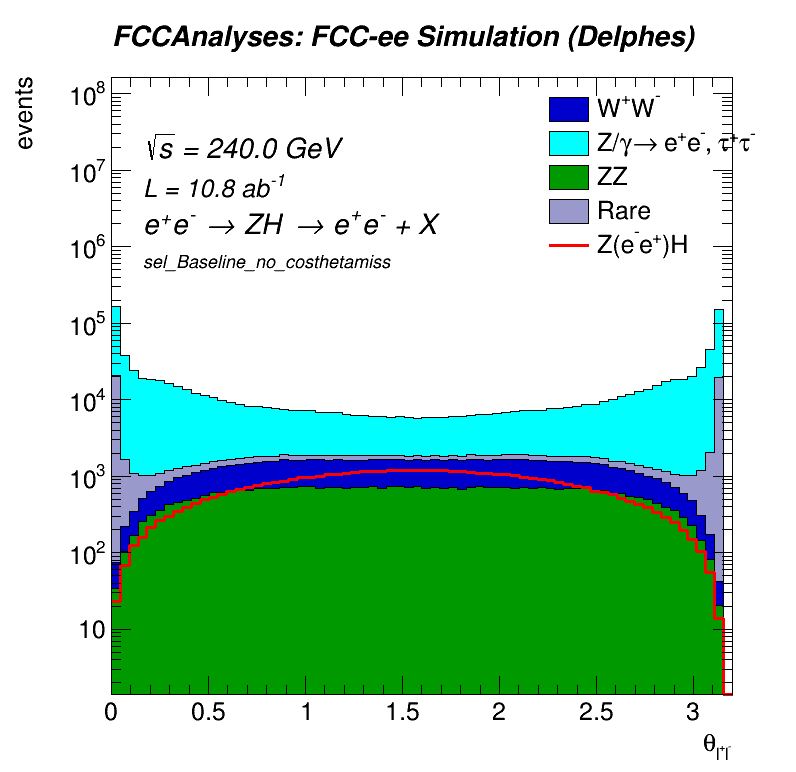 FCCAnalyses: FCC-ee Simulation (Delphes)
events
√s = 240.0 GeV
L = 10.8 ab⁻¹
e⁺e⁻ → ZH → e⁺e⁻ + X
sel_Baseline_no_costhetamiss
W⁺W⁻
Z/γ→ e⁺e⁻, τ⁺τ⁻
ZZ
Rare
Z(e⁻e⁺)H
10⁸
10⁷
10⁶
10⁵
10⁴
10³
10²
10
0 0.5 1 1.5 2 2.5 3
θ_l⁺l⁻